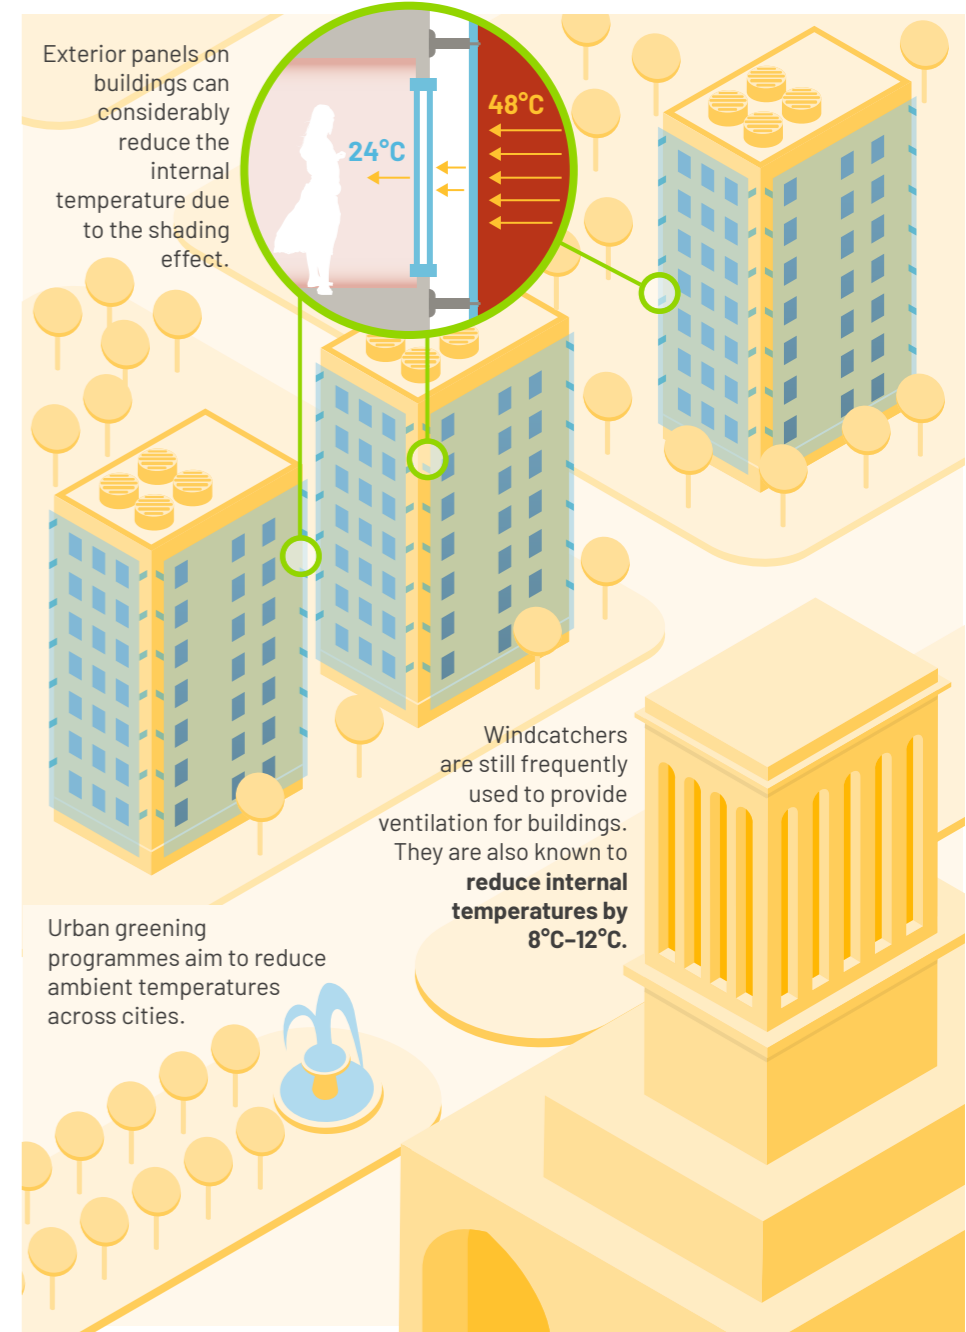 Exterior panels on
buildings can
considerably
reduce the
internal
temperature due
to the shading
effect.
48°C
24°C
Windcatchers
are still frequently
used to provide
ventilation for buildings.
They are also known to
reduce internal
temperatures by
8°C–12°C.
Urban greening
programmes aim to reduce
ambient temperatures
across cities.